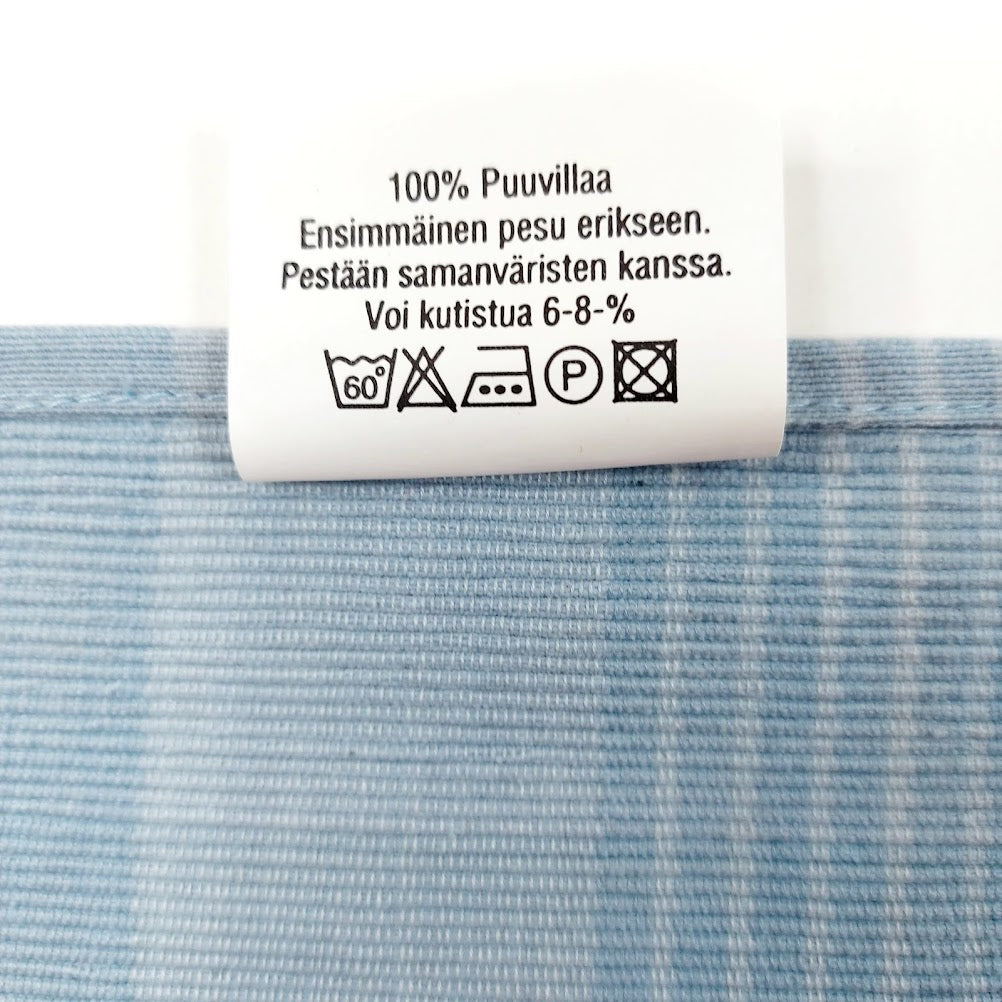 100% Puuvillaa
Ensimmäinen pesu erikseen.
Pestään samanväristen kanssa.
Voi kutistua 6-8-%
60° P